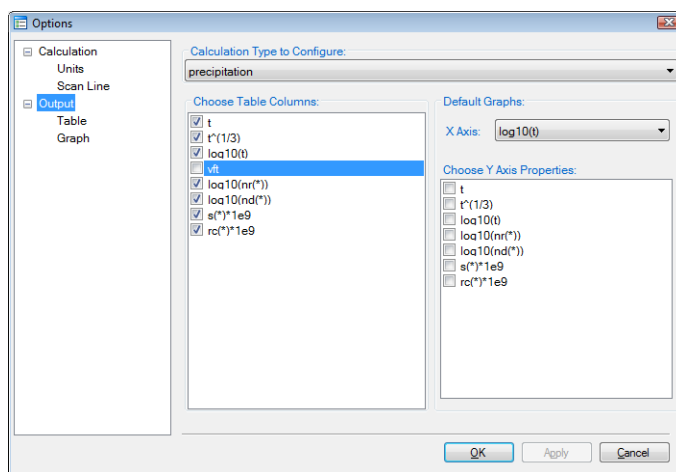 Options
Calculation
Units
Scan Line
Output
Table
Graph
Calculation Type to Configure:
precipitation
Choose Table Columns:
t
t^(1/3)
log10(t)
vft
log10(nr(*))
log10(nd(*))
s(*)*1e9
rc(*)*1e9
Default Graphs:
X Axis: log10(t)
Choose Y Axis Properties:
t
t^(1/3)
log10(t)
log10(nr(*))
log10(nd(*))
s(*)*1e9
rc(*)*1e9
OK Apply Cancel